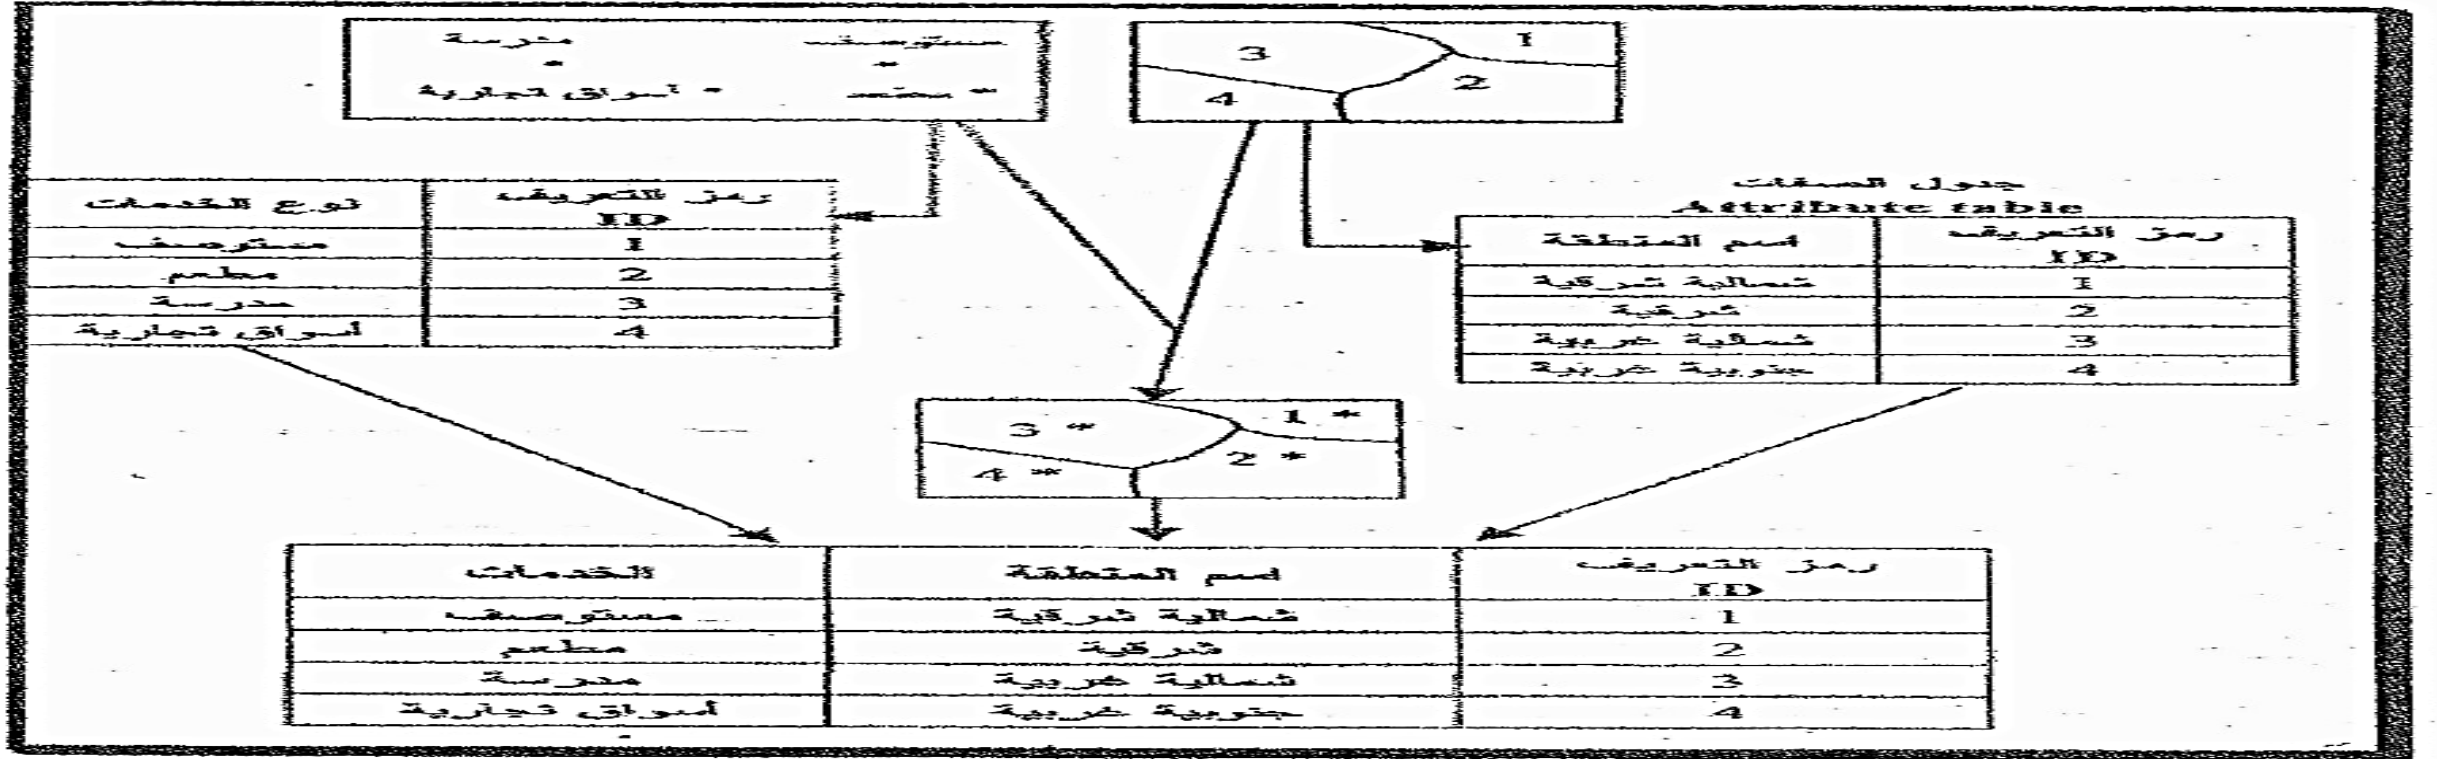 3 1
2
4
مستوصف مدرسة
أسواق تجارية
جدول الصفات
Attribute table
رمز التعريف اسم المنطقة
ID
1 شمالية شرقية
2 شرقية
3 شمالية غربية
4 جنوبية غربية
رمز التعريف نوع الخدمات
ID
1 مستوصف
2 مطعم
3 مدرسة
4 أسواق تجارية
3 * 1 *
4 * 2 *
رمز التعريف اسم المنطقة الخدمات
ID
1 شمالية شرقية مستوصف
2 شرقية مطعم
3 شمالية غربية مدرسة
4 جنوبية غربية أسواق تجارية